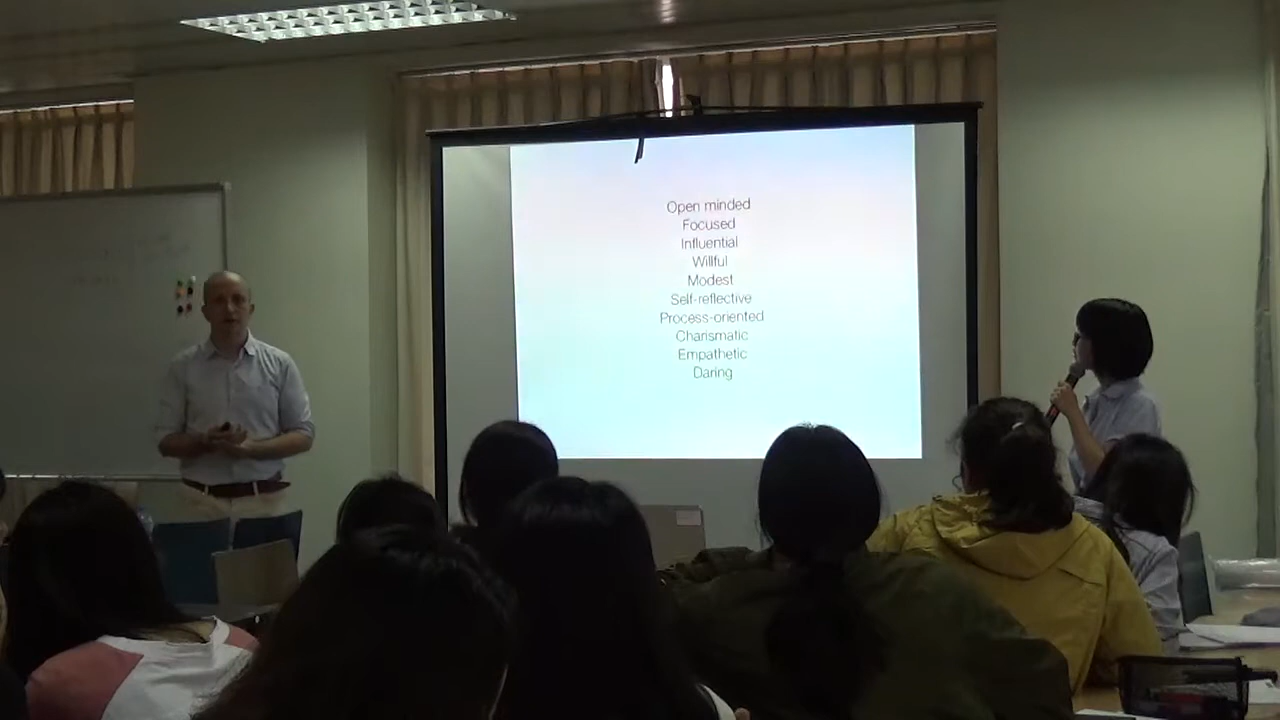 Open minded
Focused
Influential
Willful
Modest
Self-reflective
Process-oriented
Charismatic
Empathetic
Daring